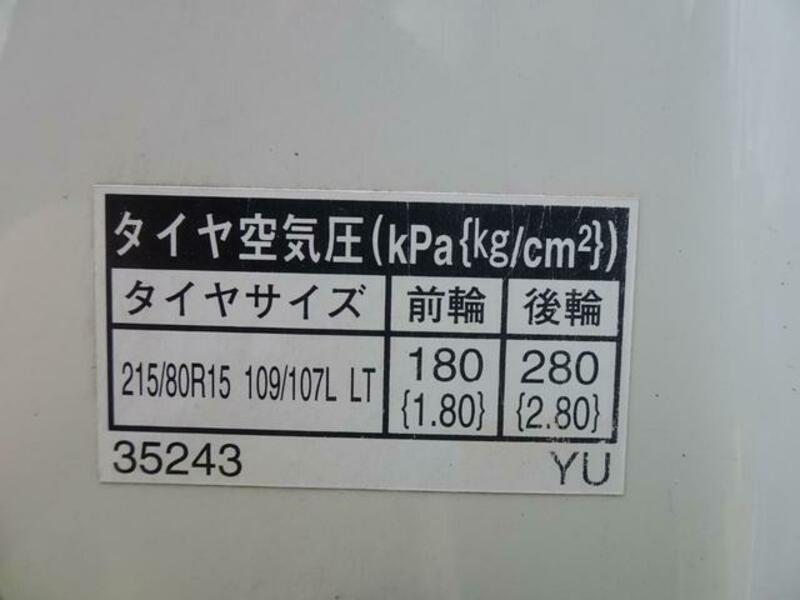 タイヤ空気圧(kPa{kg/cm²})
タイヤサイズ 前輪 後輪
215/80R15 109/107L LT 180 280
{1.80} {2.80}
35243 YU